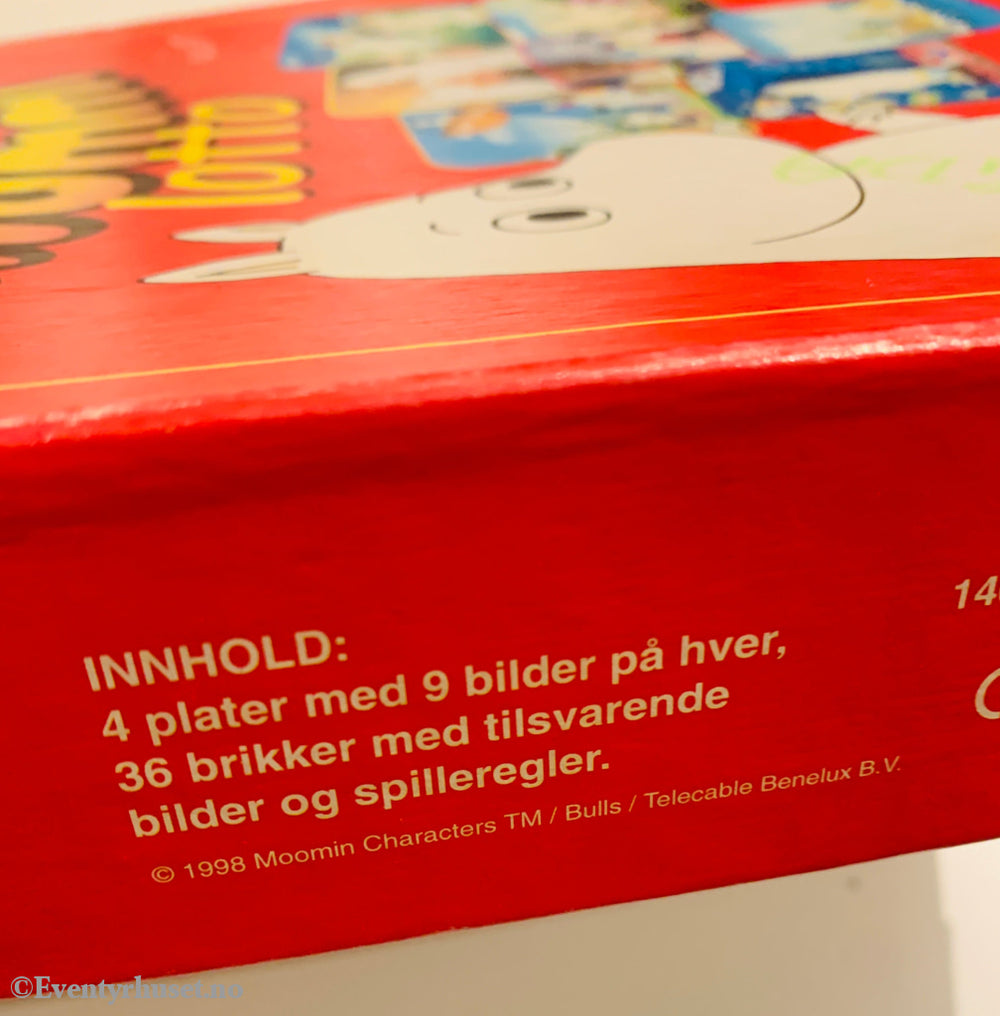 Lotto
INNHOLD:
4 plater med 9 bilder på hver,
36 brikker med tilsvarende
bilder og spilleregler.
© 1998 Moomin Characters TM / Bulls / Telecable Benelux B.V.
©Eventyrhuset.no